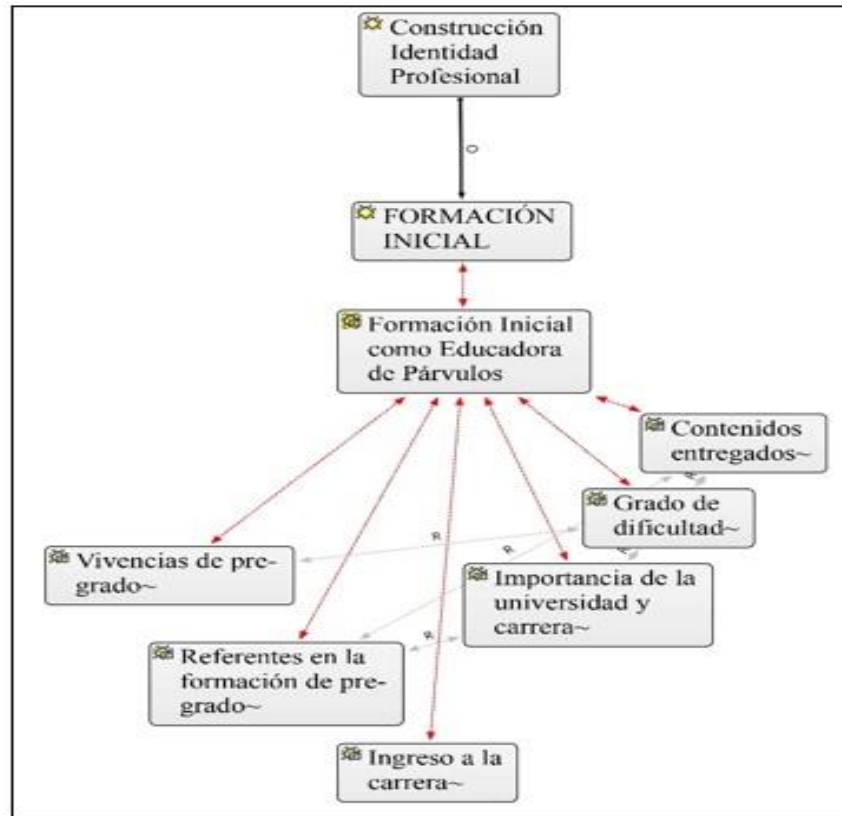 Construcción
Identidad
Profesional
O
FORMACIÓN
INICIAL
Formación Inicial
como Educadora
de Párvulos
Contenidos
entregados~
R
Grado de
dificultad~
R
R
Vivencias de pre-
grado~
R
Importancia de la
universidad y
carrera~
R
Referentes en la
formación de pre-
grado~
Ingreso a la
carrera~